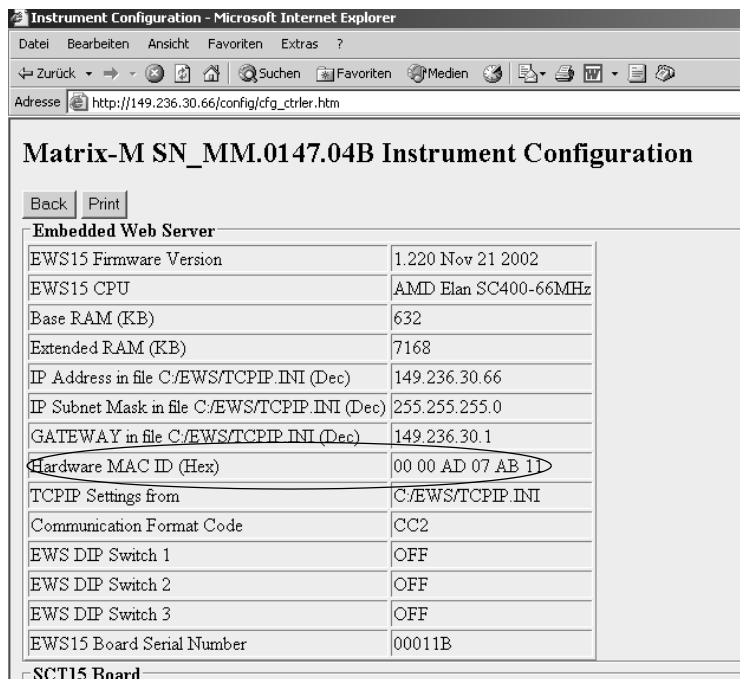 Instrument Configuration - Microsoft Internet Explorer
Datei Bearbeiten Ansicht Favoriten Extras ?
Zurück Suchen Favoriten Medien
Adresse http://149.236.30.66/config/cfg_ctrler.htm
Matrix-M SN_MM.0147.04B Instrument Configuration
Back Print
Embedded Web Server
EWS15 Firmware Version 1.220 Nov 21 2002
EWS15 CPU AMD Elan SC400-66MHz
Base RAM (KB) 632
Extended RAM (KB) 7168
IP Address in file C:/EWS/TCPIP.INI (Dec) 149.236.30.66
IP Subnet Mask in file C:/EWS/TCPIP.INI (Dec) 255.255.255.0
GATEWAY in file C:/EWS/TCPIP.INI (Dec) 149.236.30.1
Hardware MAC ID (Hex) 00 00 AD 07 AB 11
TCPIP Settings from C:/EWS/TCPIP.INI
Communication Format Code CC2
EWS DIP Switch 1 OFF
EWS DIP Switch 2 OFF
EWS DIP Switch 3 OFF
EWS15 Board Serial Number 00011B
SCT15 Board